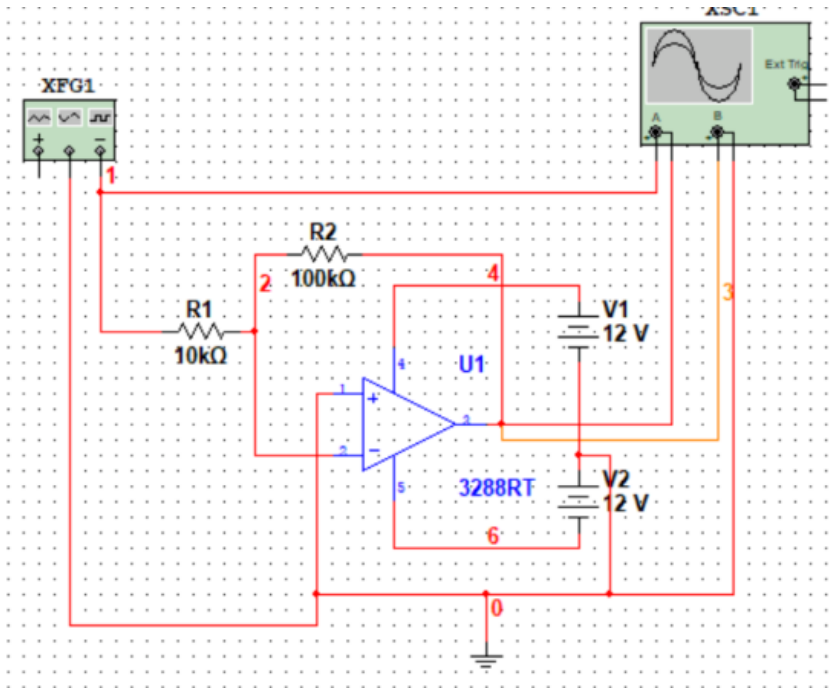 XSC1
XFG1
Ext Trig
+
A
B
+
−
1
R2
100kΩ
2
4
3
R1
10kΩ
V1
12 V
U1
4
1
+
3
2
−
5
3288RT
V2
12 V
6
0